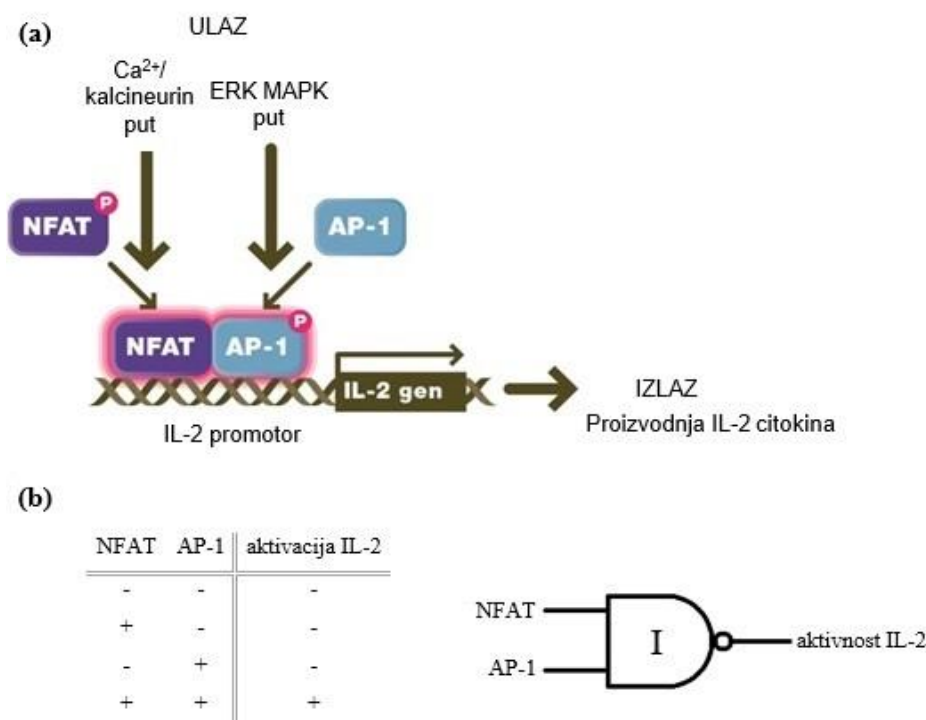 (a)
ULAZ
Ca²⁺/
kalcineurin
put
ERK MAPK
put
NFAT
P
AP-1
NFAT
AP-1
P
IL-2 gen
IL-2 promotor
IZLAZ
Proizvodnja IL-2 citokina
(b)
NFAT AP-1 aktivacija IL-2
- - -
+ - -
- + -
+ + +
NFAT
AP-1
I
aktivnost IL-2